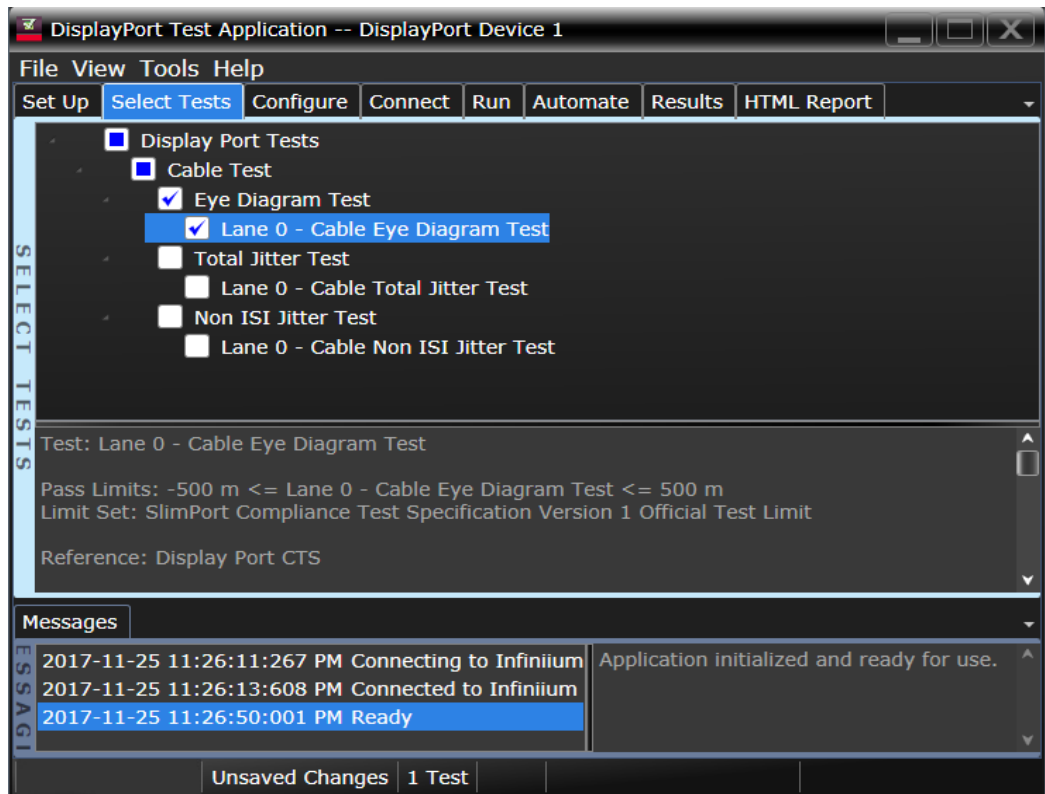 DisplayPort Test Application -- DisplayPort Device 1
File View Tools Help
Set Up Select Tests Configure Connect Run Automate Results HTML Report
SELECT TESTS
Display Port Tests
Cable Test
Eye Diagram Test
Lane 0 - Cable Eye Diagram Test
Total Jitter Test
Lane 0 - Cable Total Jitter Test
Non ISI Jitter Test
Lane 0 - Cable Non ISI Jitter Test
Test: Lane 0 - Cable Eye Diagram Test
Pass Limits: -500 m <= Lane 0 - Cable Eye Diagram Test <= 500 m
Limit Set: SlimPort Compliance Test Specification Version 1 Official Test Limit
Reference: Display Port CTS
Messages
ESSAGI
2017-11-25 11:26:11:267 PM Connecting to Infiniium
2017-11-25 11:26:13:608 PM Connected to Infiniium
2017-11-25 11:26:50:001 PM Ready
Application initialized and ready for use.
Unsaved Changes 1 Test